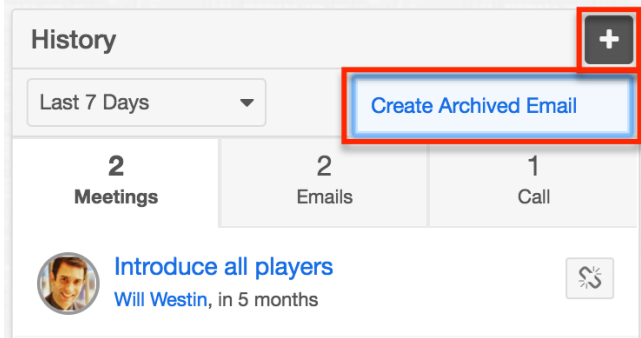 History
+
Last 7 Days
Create Archived Email
2
Meetings
2
Emails
1
Call
Introduce all players
Will Westin, in 5 months